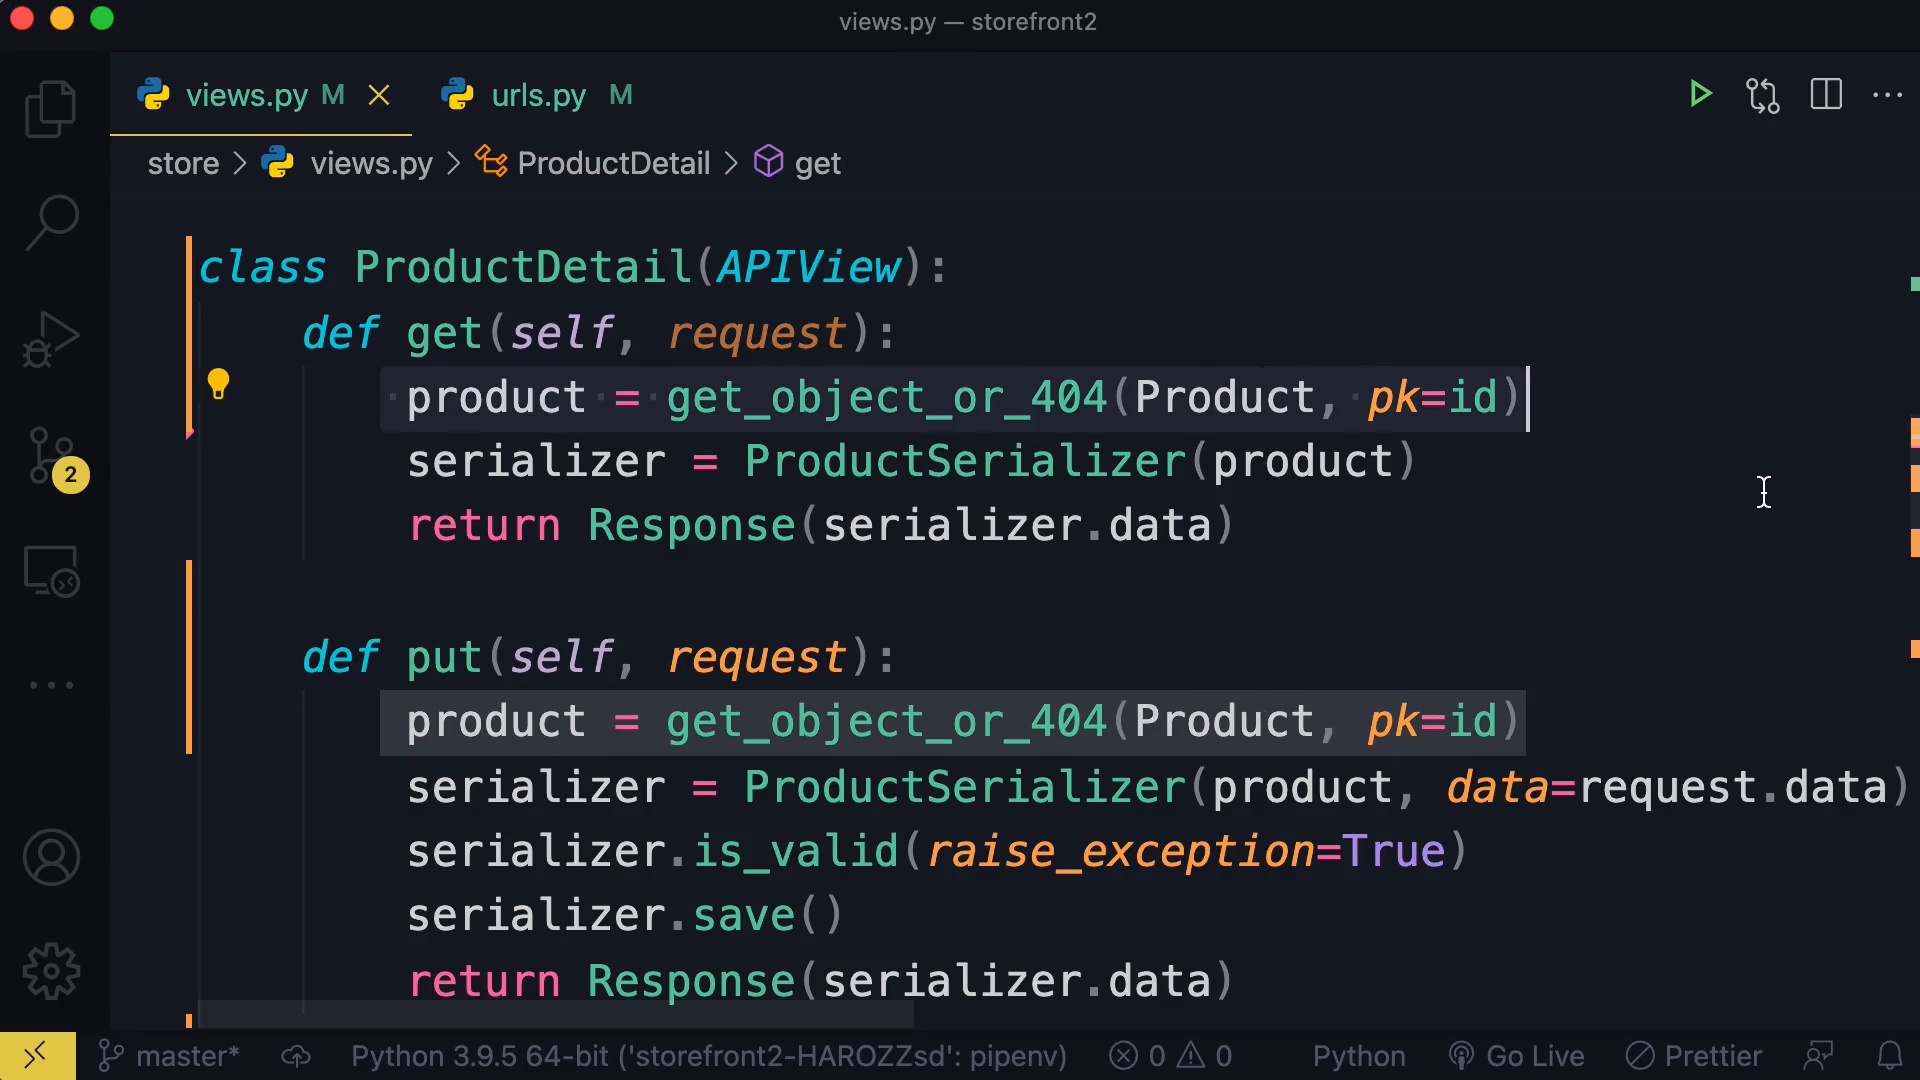 views.py — storefront2
views.py M urls.py M
store > views.py > ProductDetail > get
class ProductDetail(APIView):
def get(self, request):
product = get_object_or_404(Product, pk=id)
serializer = ProductSerializer(product)
return Response(serializer.data)
def put(self, request):
product = get_object_or_404(Product, pk=id)
serializer = ProductSerializer(product, data=request.data)
serializer.is_valid(raise_exception=True)
serializer.save()
return Response(serializer.data)
2
master* Python 3.9.5 64-bit ('storefront2-HAROZZsd': pipenv) 0 0 Python Go Live Prettier